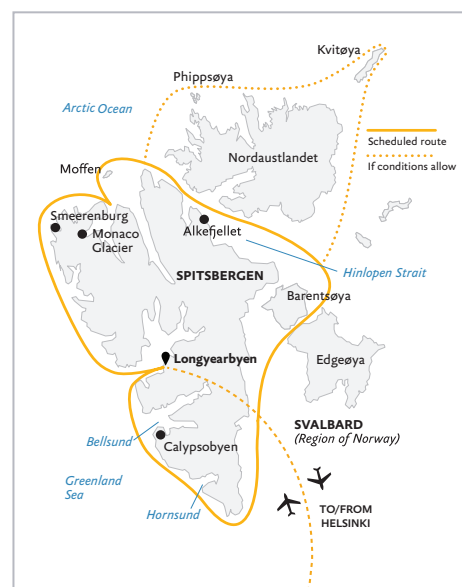 Kvitøya
Phippsøya
Arctic Ocean
Scheduled route
If conditions allow
Nordaustlandet
Moffen
Smeerenburg
Monaco
Glacier
Alkefjellet
SPITSBERGEN
Hinlopen Strait
Barentsøya
Longyearbyen
Edgeøya
SVALBARD
(Region of Norway)
Bellsund
Calypsobyen
Greenland
Sea
Hornsund
TO/FROM
HELSINKI